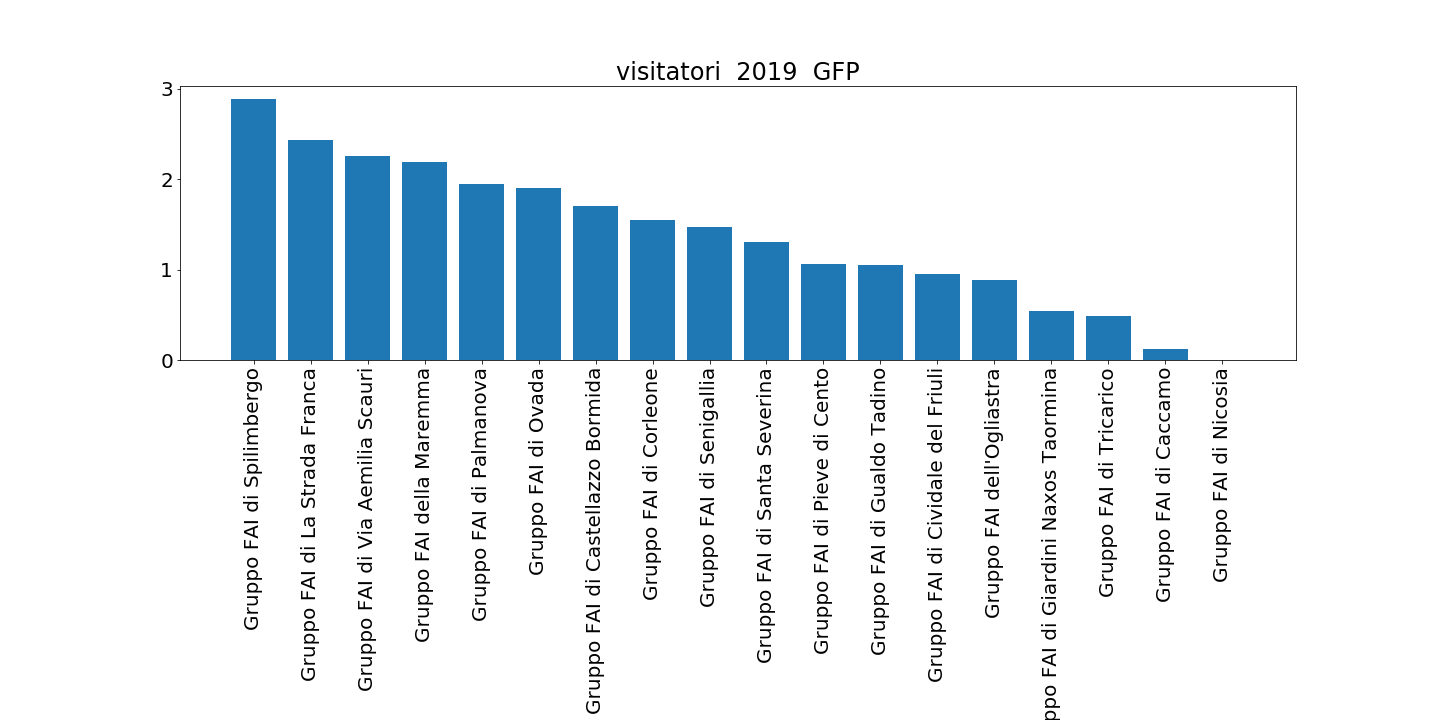 visitatori 2019 GFP
3
2
1
0
Gruppo FAI di Spilimbergo
Gruppo FAI di La Strada Franca
Gruppo FAI di Via Aemilia Scauri
Gruppo FAI della Maremma
Gruppo FAI di Palmanova
Gruppo FAI di Ovada
Gruppo FAI di Castellazzo Bormida
Gruppo FAI di Corleone
Gruppo FAI di Senigallia
Gruppo FAI di Santa Severina
Gruppo FAI di Pieve di Cento
Gruppo FAI di Gualdo Tadino
Gruppo FAI di Cividale del Friuli
Gruppo FAI dell'Ogliastra
ppo FAI di Giardini Naxos Taormina
Gruppo FAI di Tricarico
Gruppo FAI di Caccamo
Gruppo FAI di Nicosia